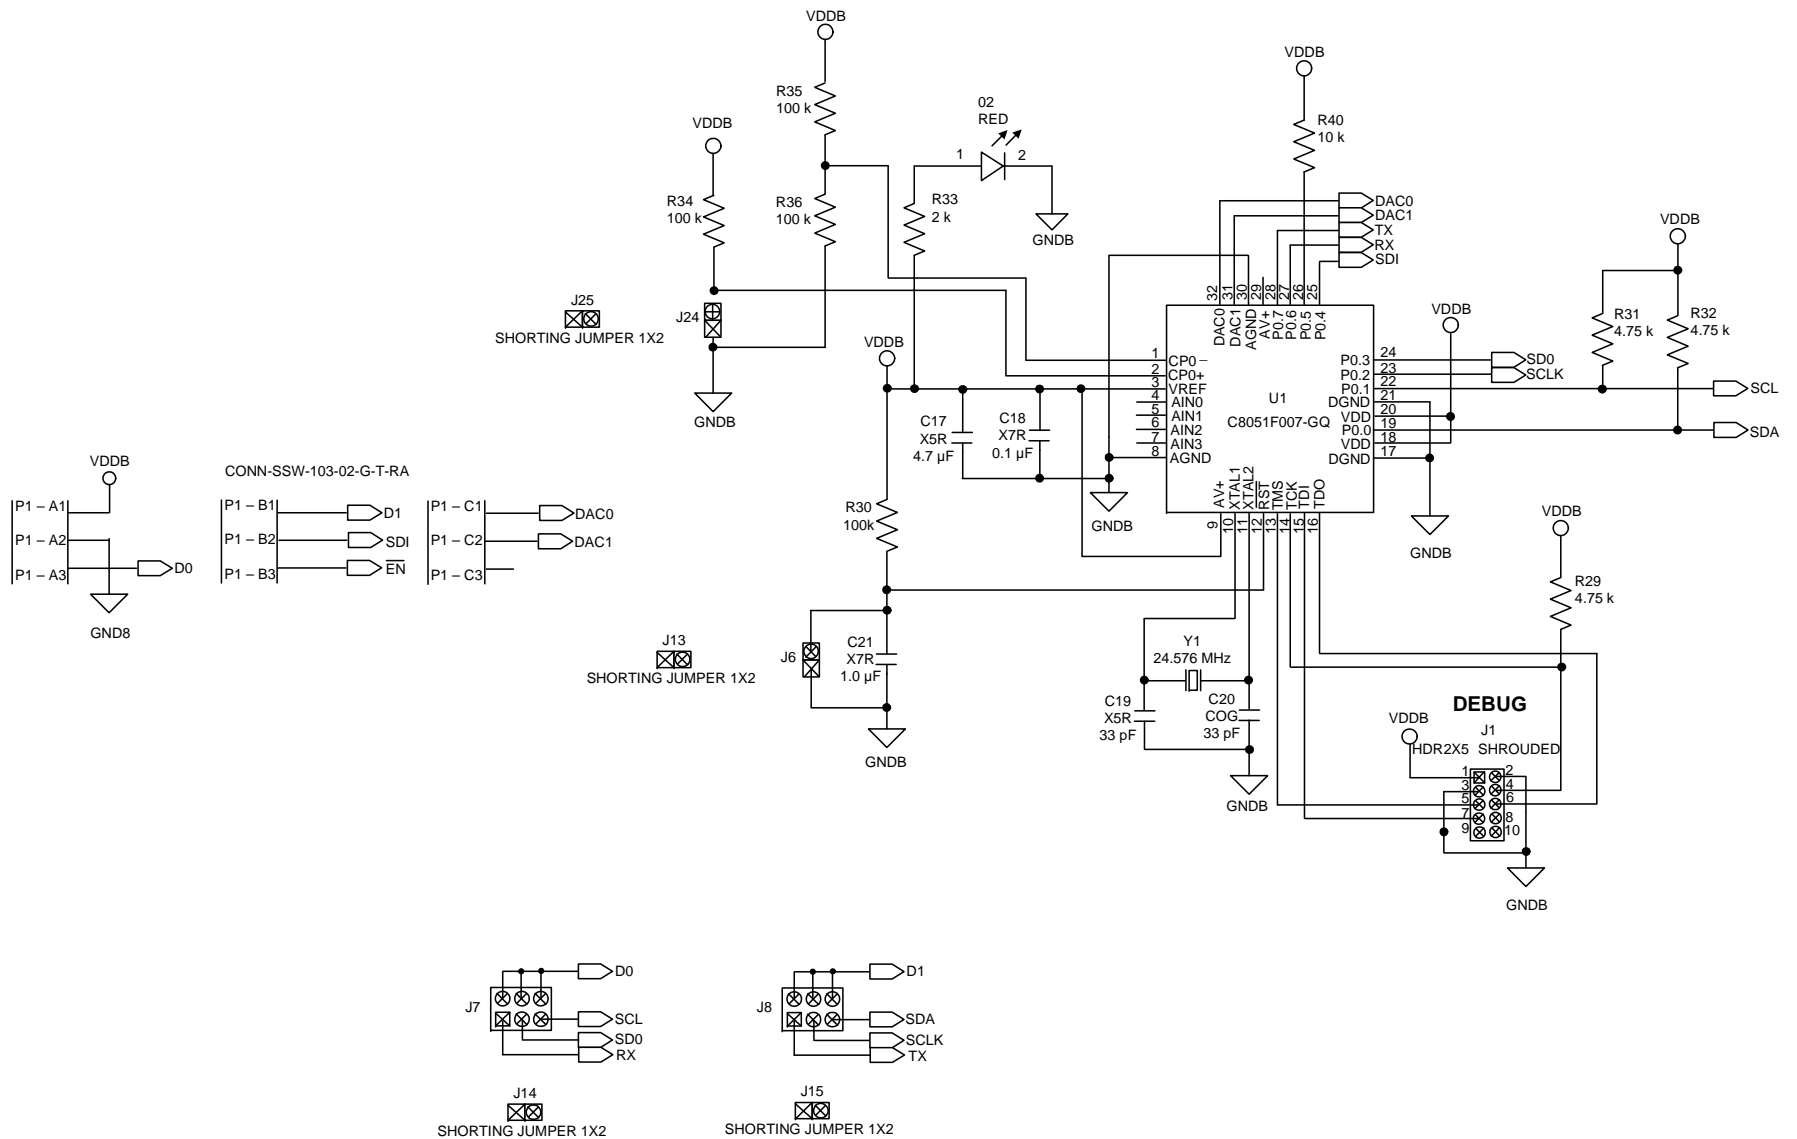 VDDB
R35
100 k
VDDB
R34
100 k
R36
100 k
02
RED
1
2
R33
2 k
GNDB
VDDB
R40
10 k
DAC0
DAC1
TX
RX
SDI
J25
SHORTING JUMPER 1X2
J24
GNDB
VDDB
32
31
30
29
28
27
26
25
DAC0
DAC1
AGND
AV+
P0.7
P0.6
P0.5
P0.4
1
2
3
4
5
6
7
8
CP0 –
CP0+
VREF
AIN0
AIN1
AIN2
AIN3
AGND
U1
C8051F007-GQ
P0.3
P0.2
P0.1
DGND
VDD
P0.0
VDD
DGND
24
23
22
21
20
19
18
17
AV+
XTAL1
XTAL2
RST
TMS
TCK
TDI
TDO
9
10
11
12
13
14
15
16
VDDB
SD0
SCLK
GNDB
VDDB
R31
4.75 k
R32
4.75 k
SCL
SDA
C17
X5R
4.7 µF
C18
X7R
0.1 µF
GNDB
R30
100k
CONN-SSW-103-02-G-T-RA
VDDB
P1 – A1
P1 – A2
P1 – A3
D0
GND8
P1 – B1
P1 – B2
P1 – B3
D1
SDI
EN
P1 – C1
P1 – C2
P1 – C3
DAC0
DAC1
J13
SHORTING JUMPER 1X2
J6
C21
X7R
1.0 µF
GNDB
Y1
24.576 MHz
C19
X5R
33 pF
C20
COG
33 pF
GNDB
VDDB
R29
4.75 k
DEBUG
VDDB
J1
HDR2X5 SHROUDED
1
2
3
4
5
6
7
8
9
10
GNDB
J7
D0
SCL
SD0
RX
J8
D1
SDA
SCLK
TX
J14
SHORTING JUMPER 1X2
J15
SHORTING JUMPER 1X2